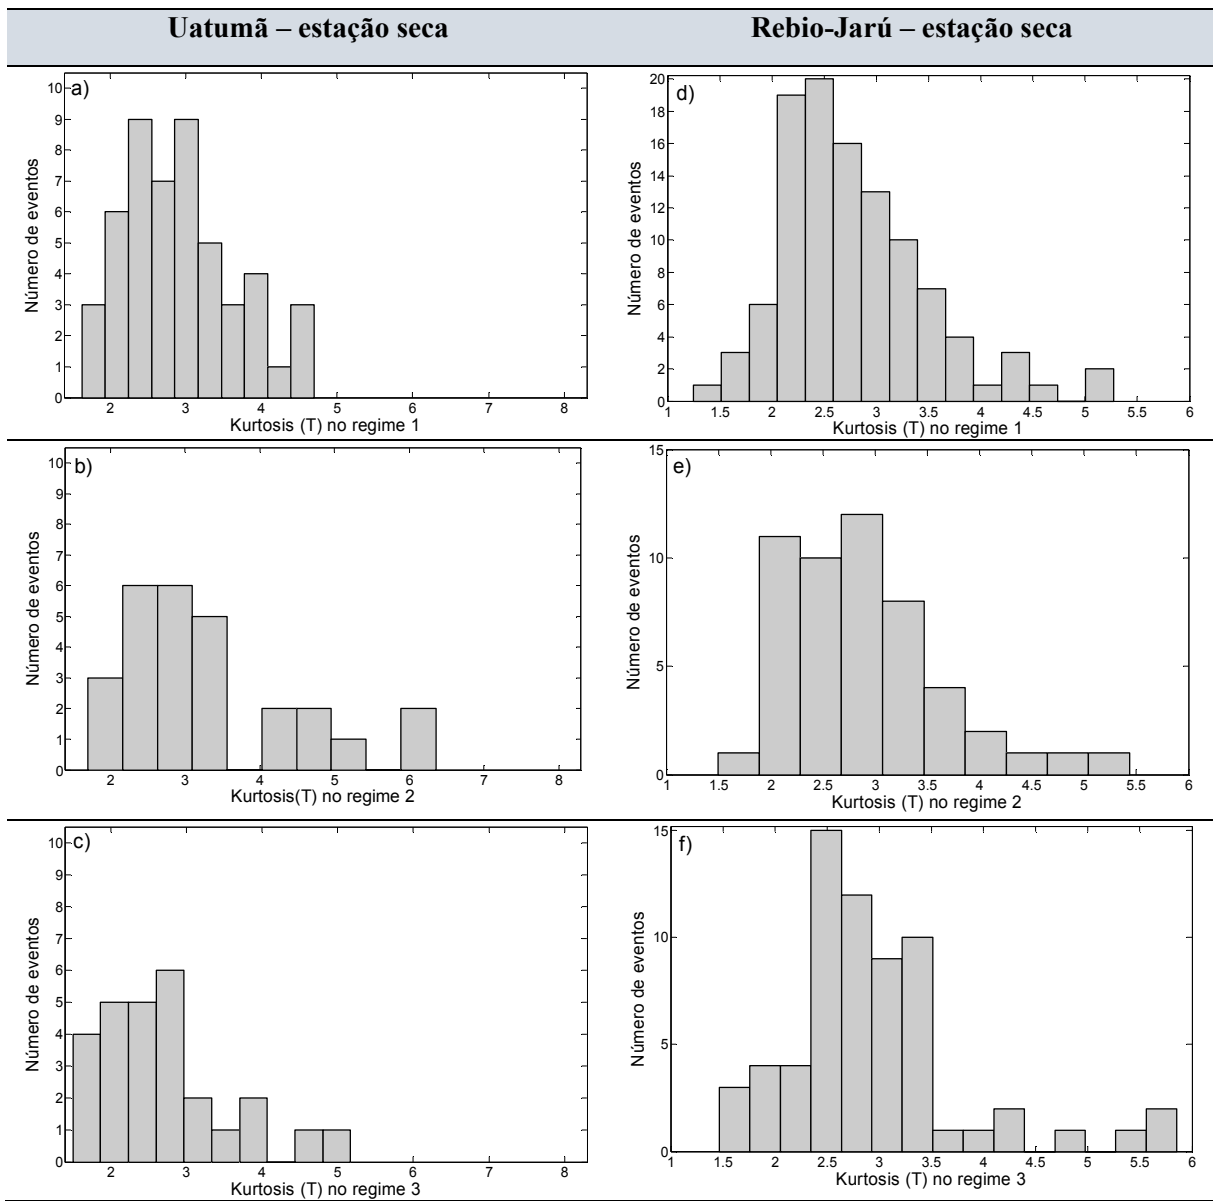 Uatumã – estação seca
Rebio-Jarú – estação seca
a)
10
9
8
7
6
5
4
3
2
1
0
Número de eventos
2 3 4 5 6 7 8
Kurtosis (T) no regime 1
d)
20
18
16
14
12
10
8
6
4
2
0
Número de eventos
1 1.5 2 2.5 3 3.5 4 4.5 5 5.5 6
Kurtosis (T) no regime 1
b)
10
9
8
7
6
5
4
3
2
1
0
Número de eventos
2 3 4 5 6 7 8
Kurtosis(T) no regime 2
e)
15
10
5
0
Número de eventos
1 1.5 2 2.5 3 3.5 4 4.5 5 5.5 6
Kurtosis (T) no regime 2
c)
10
9
8
7
6
5
4
3
2
1
0
Número de eventos
2 3 4 5 6 7 8
Kurtosis (T) no regime 3
f)
15
10
5
0
Número de eventos
1 1.5 2 2.5 3 3.5 4 4.5 5 5.5 6
Kurtosis (T) no regime 3